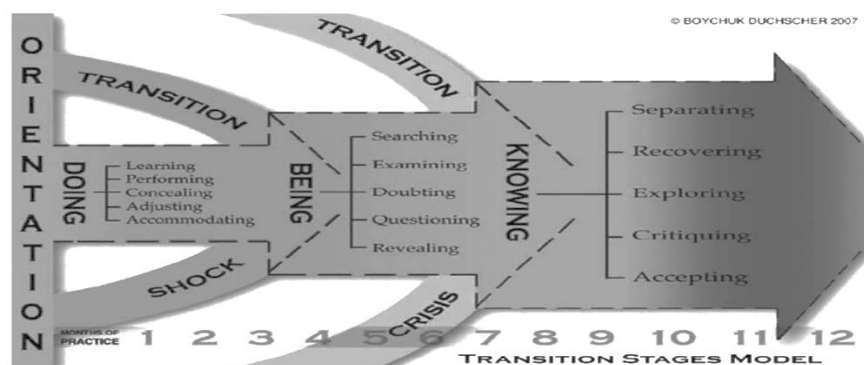 © BOYCHUK DUCHSCHER 2007
ORIENTATION
TRANSITION
SHOCK
DOING
Learning
Performing
Concealing
Adjusting
Accommodating
TRANSITION
CRISIS
BEING
Searching
Examining
Doubting
Questioning
Revealing
KNOWING
Separating
Recovering
Exploring
Critiquing
Accepting
MONTHS OF
PRACTICE 1 2 3 4 5 6 7 8 9 10 11 12
TRANSITION STAGES MODEL